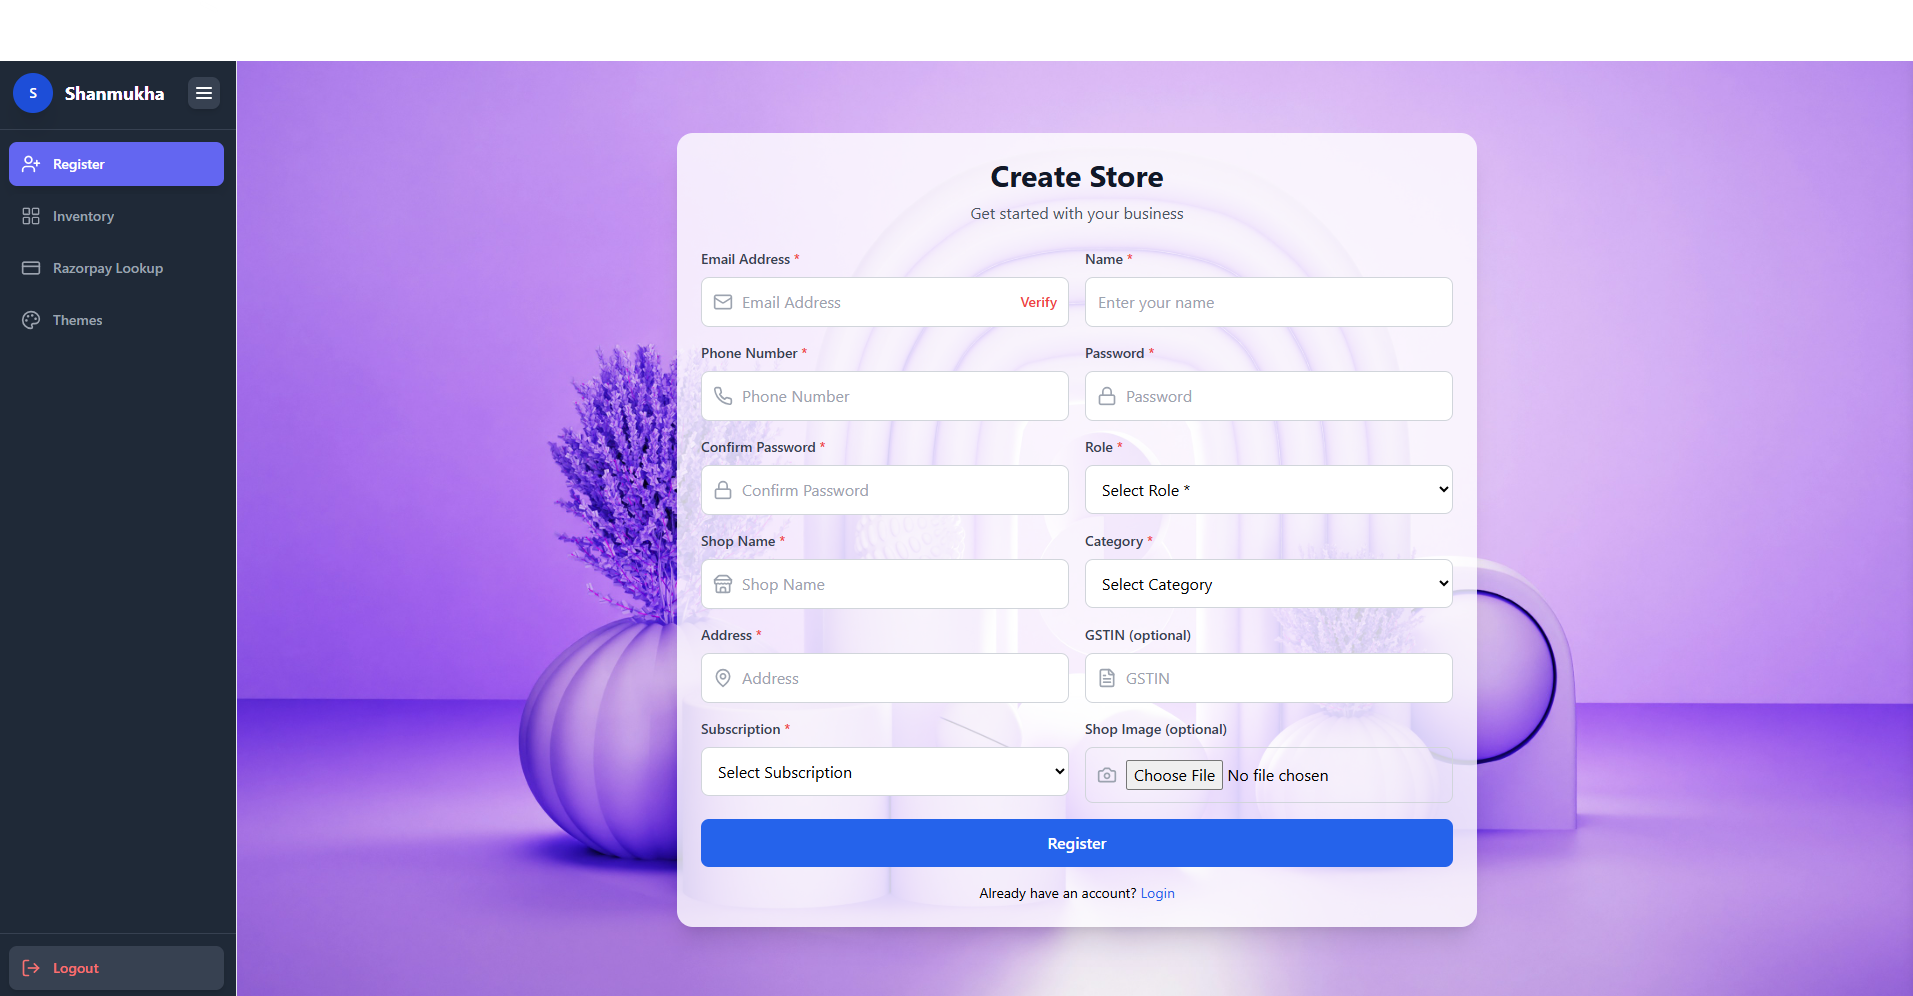 S Shanmukha
Register
Inventory
Razorpay Lookup
Themes
Logout
Create Store
Get started with your business
Email Address * Name *
Email Address Verify Enter your name
Phone Number * Password *
Phone Number Password
Confirm Password * Role *
Confirm Password Select Role *
Shop Name * Category *
Shop Name Select Category
Address * GSTIN (optional)
Address GSTIN
Subscription * Shop Image (optional)
Select Subscription Choose File No file chosen
Register
Already have an account? Login